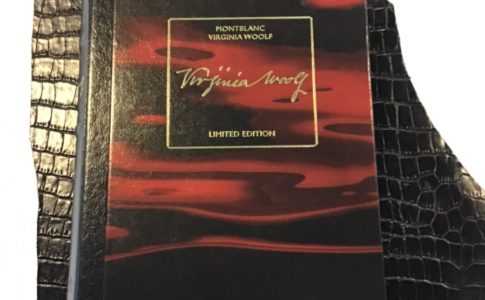 MONTBLANC
VIRGINIA WOOLF
Virginia Woolf
LIMITED EDITION